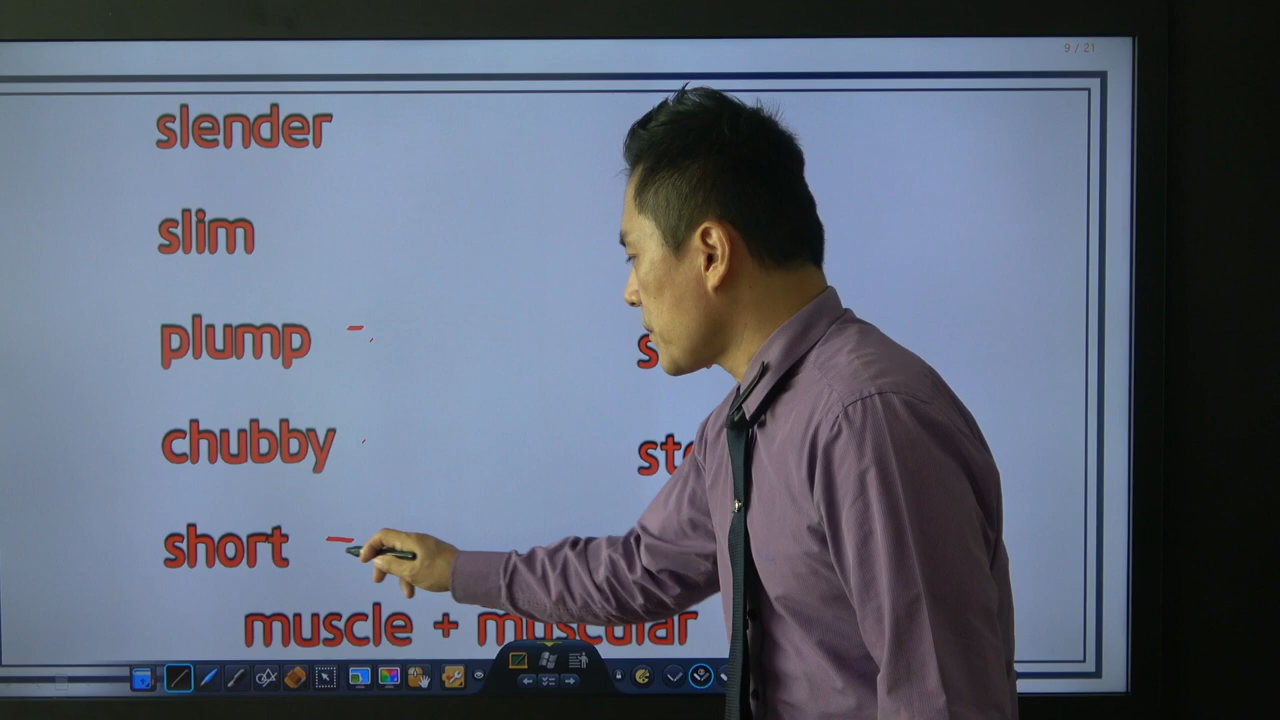 9 / 21
slender
slim
plump -
chubby
short -
muscle + muscular